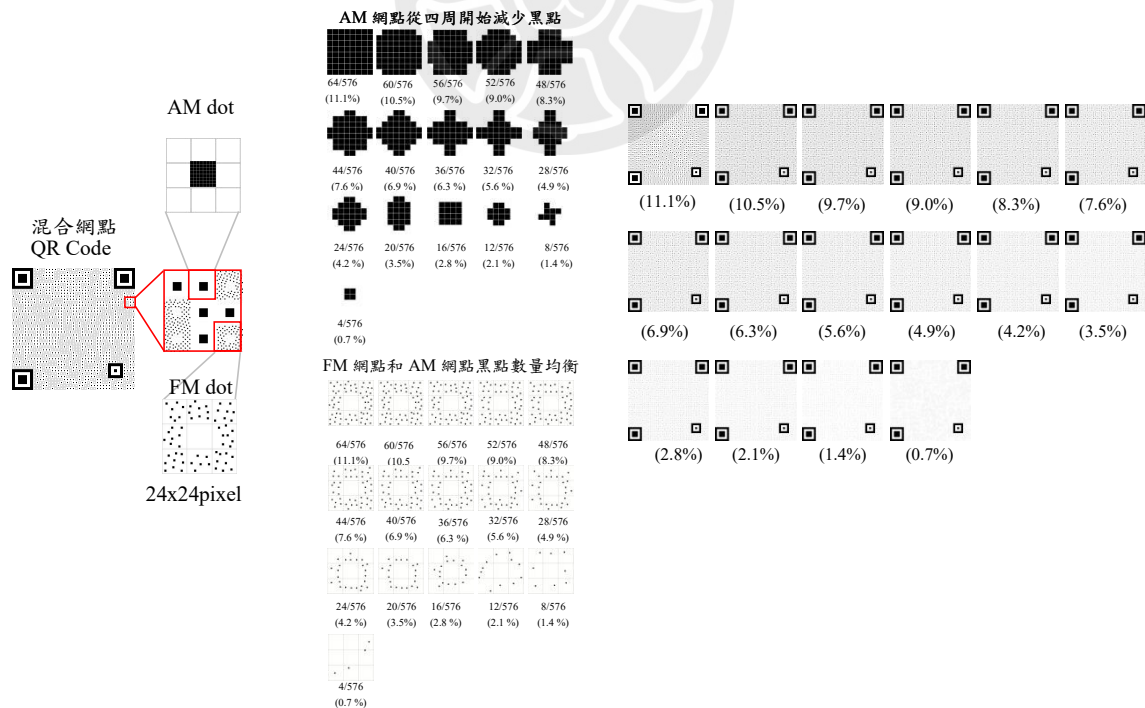 AM dot
混合網點
QR Code
FM dot
24x24pixel
AM 網點從四周開始減少黑點
64/576 60/576 56/576 52/576 48/576
(11.1%) (10.5%) (9.7%) (9.0%) (8.3%)
44/576 40/576 36/576 32/576 28/576
(7.6 %) (6.9 %) (6.3 %) (5.6 %) (4.9 %)
24/576 20/576 16/576 12/576 8/576
(4.2 %) (3.5%) (2.8 %) (2.1 %) (1.4 %)
4/576
(0.7 %)
FM 網點和 AM 網點黑點數量均衡
64/576 60/576 56/576 52/576 48/576
(11.1%) (10.5 (9.7%) (9.0%) (8.3%)
44/576 40/576 36/576 32/576 28/576
(7.6 %) (6.9 %) (6.3 %) (5.6 %) (4.9 %)
24/576 20/576 16/576 12/576 8/576
(4.2 %) (3.5%) (2.8 %) (2.1 %) (1.4 %)
4/576
(0.7 %)
(11.1%) (10.5%) (9.7%) (9.0%) (8.3%) (7.6%)
(6.9%) (6.3%) (5.6%) (4.9%) (4.2%) (3.5%)
(2.8%) (2.1%) (1.4%) (0.7%)